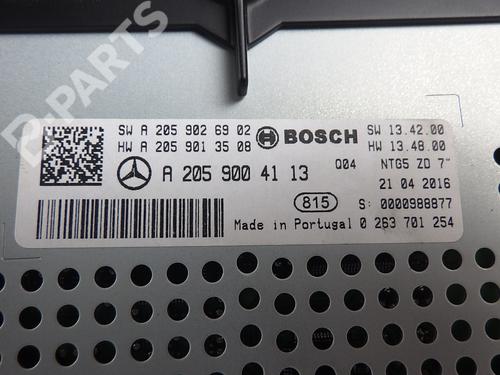 B-PARTS
SW A 205 902 69 02
HW A 205 901 35 08
BOSCH
SW 13.42.00
HW 13.48.00
A 205 900 41 13
Q04
NTG5 ZD 7"
815
21 04 2016
S: 0000988877
Made in Portugal
0 263 701 254